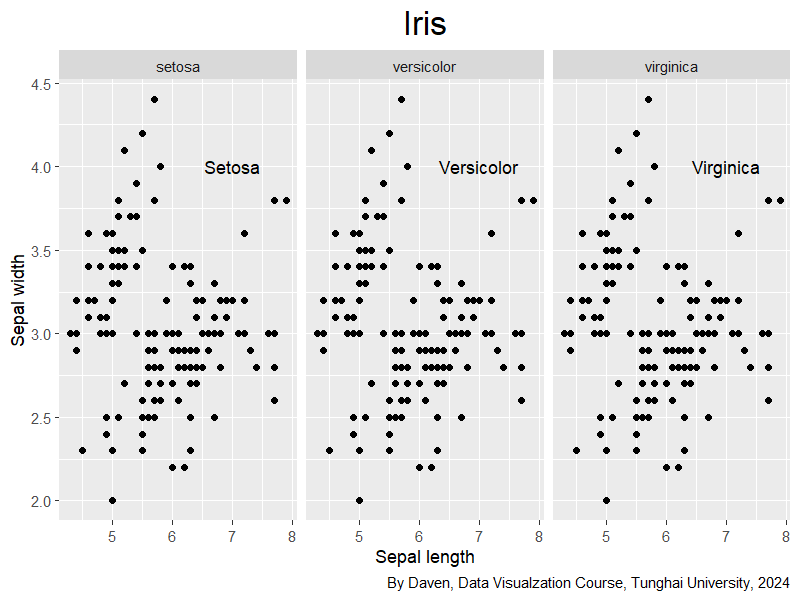 Iris
setosa versicolor virginica
4.5
4.0
3.5
3.0
2.5
2.0
Setosa Versicolor Virginica
Sepal width
5 6 7 8 5 6 7 8 5 6 7 8
Sepal length
By Daven, Data Visualzation Course, Tunghai University, 2024